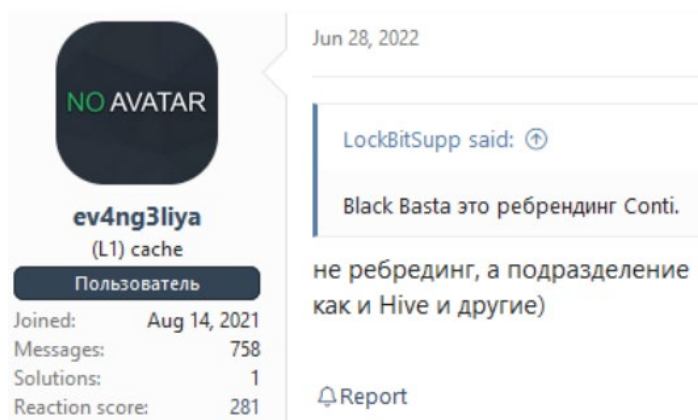 NO AVATAR
ev4ng3liya
(L1) cache
Пользователь
Joined: Aug 14, 2021
Messages: 758
Solutions: 1
Reaction score: 281
Jun 28, 2022
LockBitSupp said:
Black Basta это ребрендинг Conti.
не ребрединг, а подразделение
как и Hive и другие)
Report